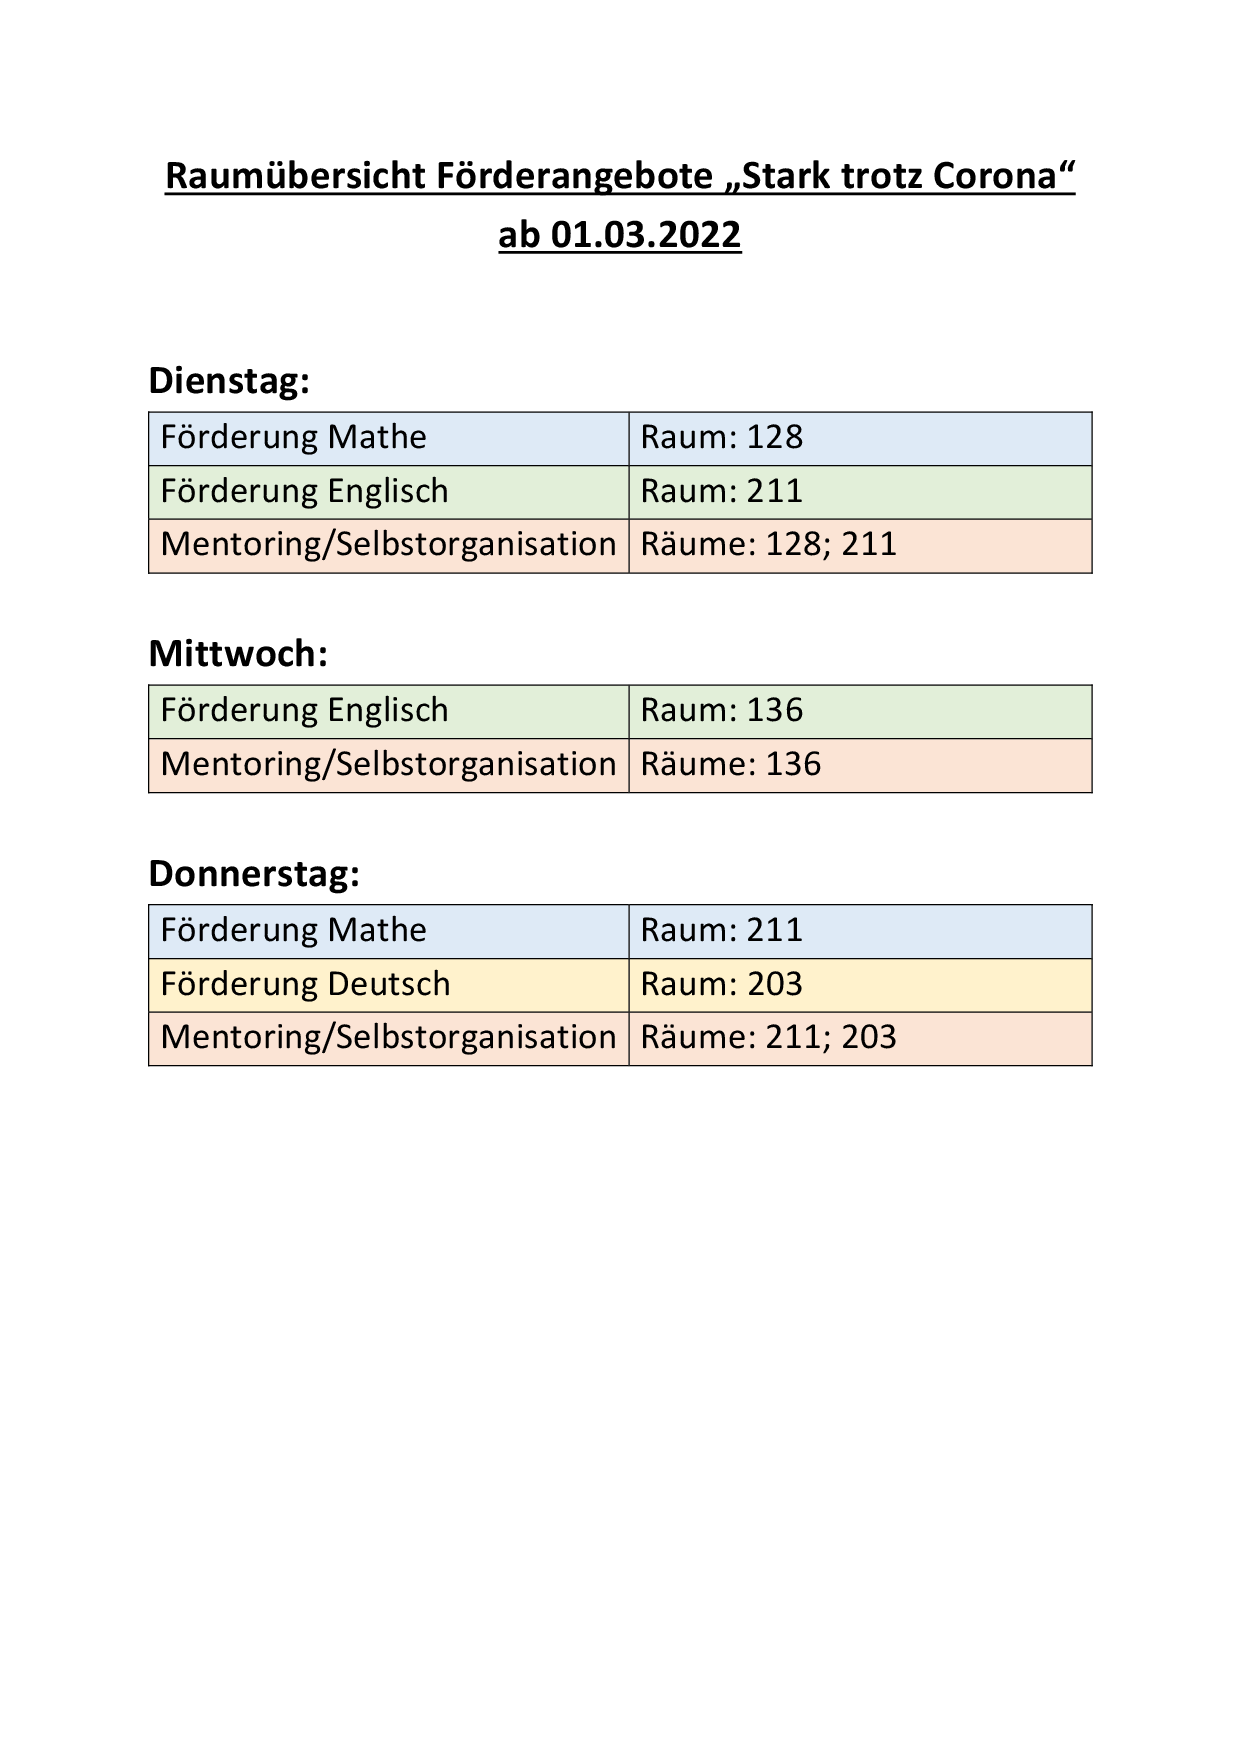 Raumübersicht Förderangebote „Stark trotz Corona“
ab 01.03.2022
Dienstag:
Förderung Mathe Raum: 128
Förderung Englisch Raum: 211
Mentoring/Selbstorganisation Räume: 128; 211
Mittwoch:
Förderung Englisch Raum: 136
Mentoring/Selbstorganisation Räume: 136
Donnerstag:
Förderung Mathe Raum: 211
Förderung Deutsch Raum: 203
Mentoring/Selbstorganisation Räume: 211; 203